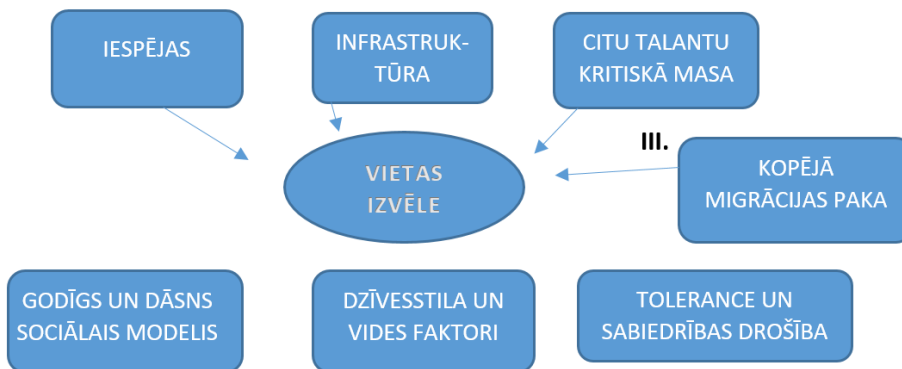 IESPĒJAS
INFRASTRUK-
TŪRA
CITU TALANTU
KRITISKĀ MASA
III.
VIETAS
IZVĒLE
KOPĒJĀ
MIGRĀCIJAS PAKA
GODĪGS UN DĀSNS
SOCIĀLAIS MODELIS
DZĪVESSTILA UN
VIDES FAKTORI
TOLERANCE UN
SABIEDRĪBAS DROŠĪBA